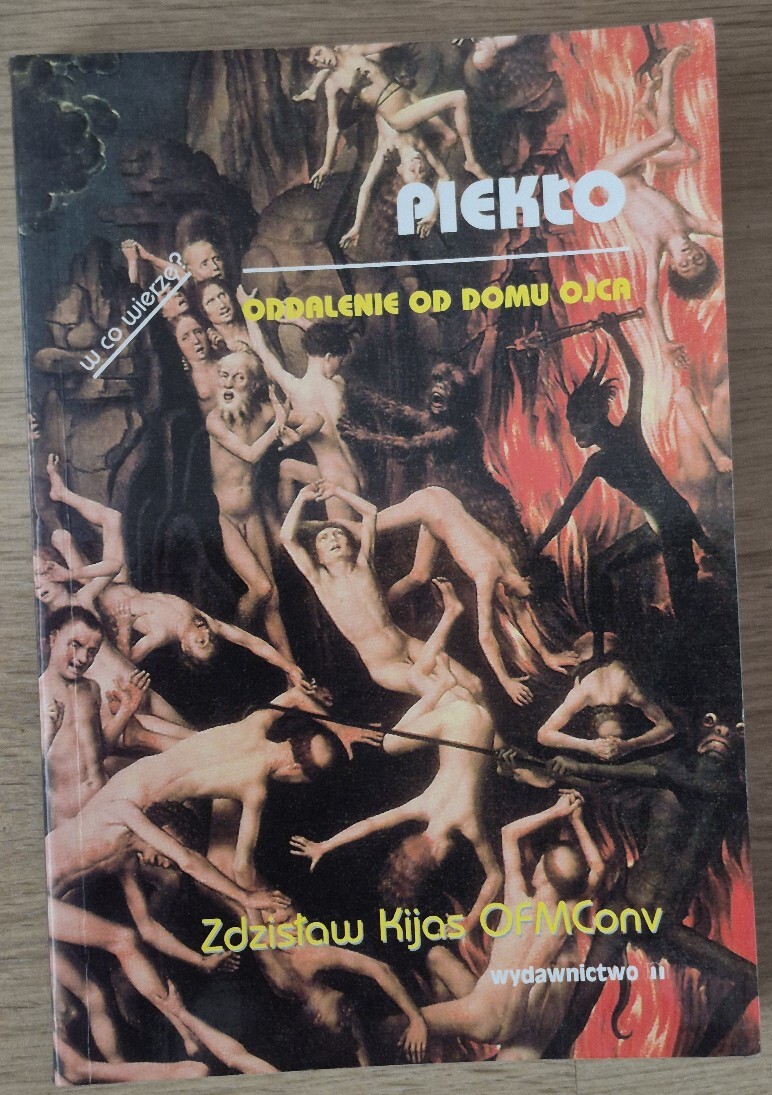 PIEKŁO
w co wierzę?
ODDALENIE OD DOMU OJCA
Zdzisław Kijas OFMConv
wydawnictwo m